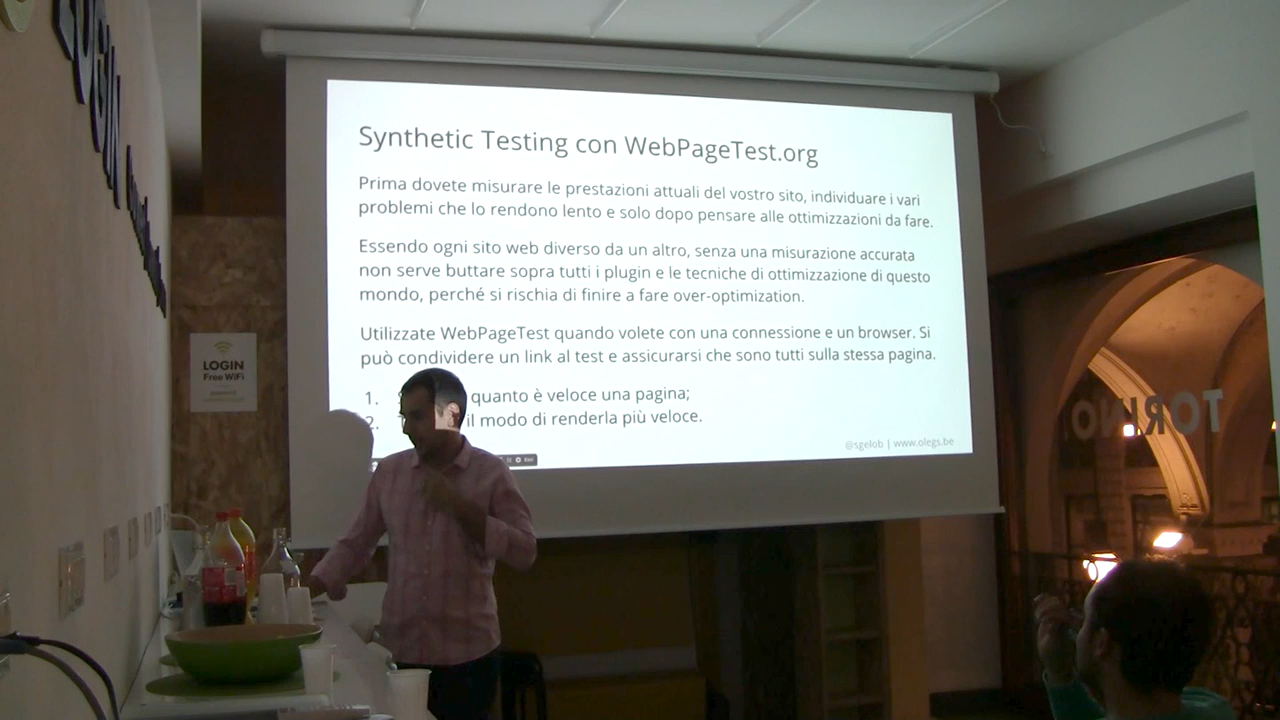 Synthetic Testing con WebPageTest.org
Prima dovete misurare le prestazioni attuali del vostro sito, individuare i vari
problemi che lo rendono lento e solo dopo pensare alle ottimizzazioni da fare.
Essendo ogni sito web diverso da un altro, senza una misurazione accurata
non serve buttare sopra tutti i plugin e le tecniche di ottimizzazione di questo
mondo, perché si rischia di finire a fare over-optimization.
Utilizzate WebPageTest quando volete con una connessione e un browser. Si
può condividere un link al test e assicurarsi che sono tutti sulla stessa pagina.
1. quanto è veloce una pagina;
2. il modo di renderla più veloce.
@sgelob | www.olegs.be
LOGIN
LOGIN
Free WiFi
TORINO